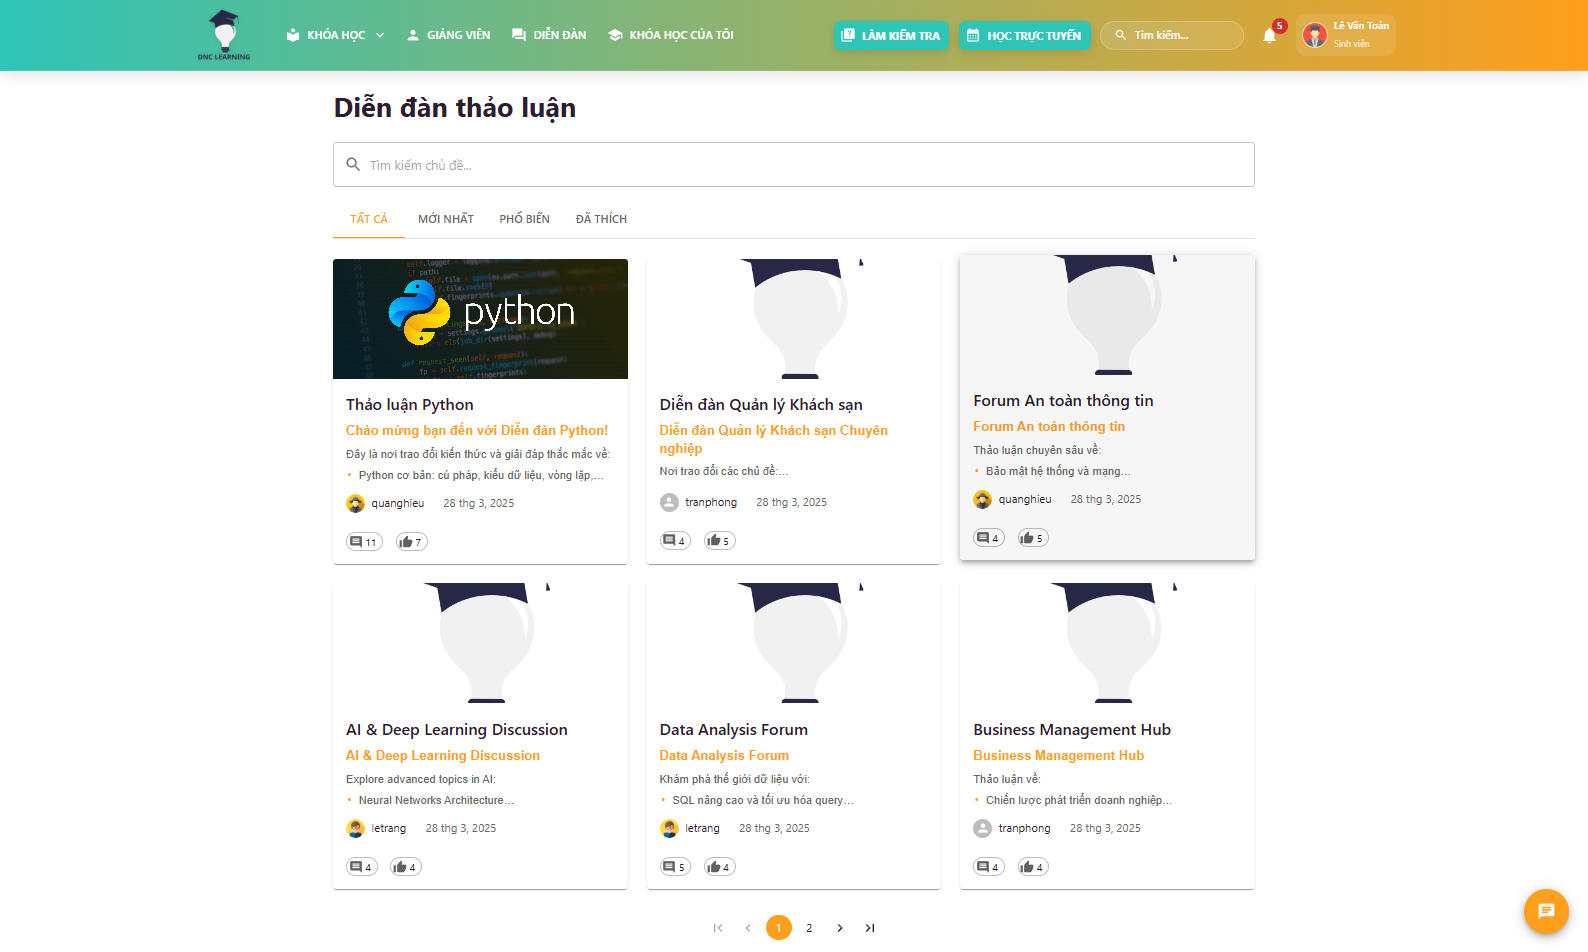 DNC LEARNING
KHÓA HỌC
GIẢNG VIÊN
DIỄN ĐÀN
KHÓA HỌC CỦA TÔI
LÀM KIỂM TRA
HỌC TRỰC TUYẾN
Tìm kiếm...
5
Lê Văn Toàn
Sinh viên
Diễn đàn thảo luận
Tìm kiếm chủ đề...
TẤT CẢ
MỚI NHẤT
PHỔ BIẾN
ĐÃ THÍCH
python
Thảo luận Python
Chào mừng bạn đến với Diễn đàn Python!
Đây là nơi trao đổi kiến thức và giải đáp thắc mắc về:
• Python cơ bản: cú pháp, kiểu dữ liệu, vòng lặp,...
quanghieu 28 thg 3, 2025
11 7
Diễn đàn Quản lý Khách sạn
Diễn đàn Quản lý Khách sạn Chuyên
nghiệp
Nơi trao đổi các chủ đề:...
tranphong 28 thg 3, 2025
4 5
Forum An toàn thông tin
Forum An toàn thông tin
Thảo luận chuyên sâu về:
• Bảo mật hệ thống và mạng...
quanghieu 28 thg 3, 2025
4 5
AI & Deep Learning Discussion
AI & Deep Learning Discussion
Explore advanced topics in AI:
• Neural Networks Architecture...
letrang 28 thg 3, 2025
4 4
Data Analysis Forum
Data Analysis Forum
Khám phá thế giới dữ liệu với:
• SQL nâng cao và tối ưu hóa query...
letrang 28 thg 3, 2025
5 4
Business Management Hub
Business Management Hub
Thảo luận về:
• Chiến lược phát triển doanh nghiệp...
tranphong 28 thg 3, 2025
4 4
1 2